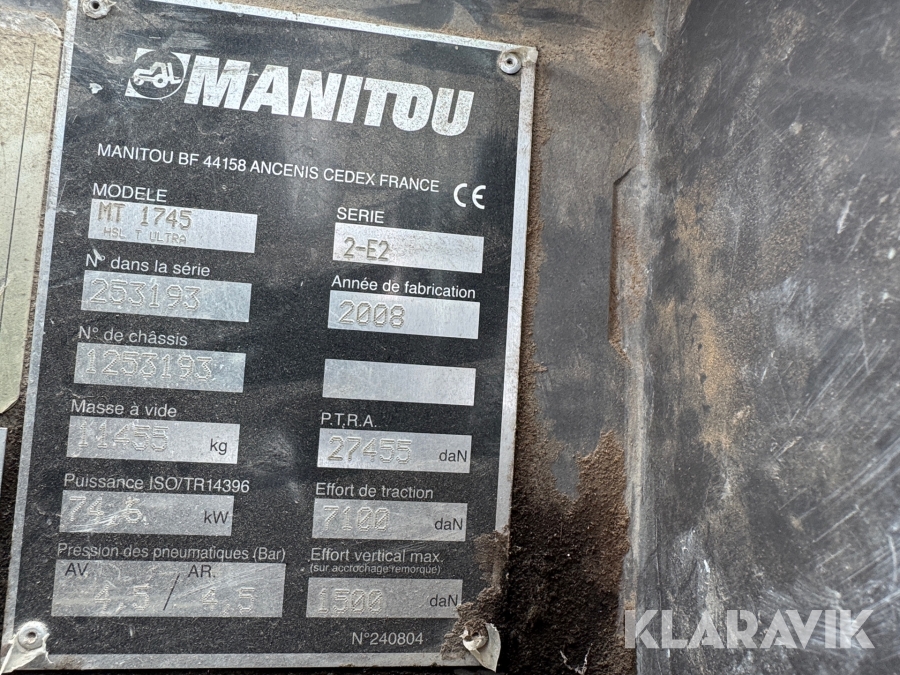 MANITOU
MANITOU BF 44158 ANCENIS CEDEX FRANCE
CE
MODELE
MT 1745
HSL T ULTRA
SERIE
2-E2
N° dans la série
253193
Année de fabrication
2008
N° de châssis
1253193
Masse à vide
11455 kg
P.T.R.A.
27455 daN
Puissance ISO/TR14396
74,6 kW
Effort de traction
7100 daN
Pression des pneumatiques (Bar)
AV. 4,5 / AR. 4,5
Effort vertical max.
(sur accrochage remorque)
1500 daN
N°240804
KLARAVIK